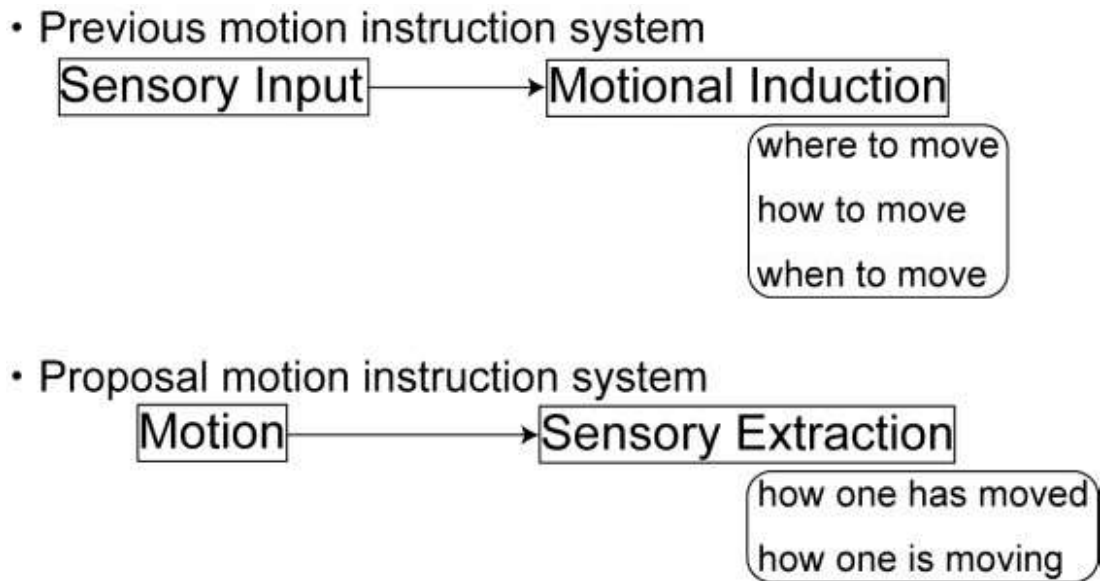 ・Previous motion instruction system
Sensory Input Motional Induction
where to move
how to move
when to move
・Proposal motion instruction system
Motion Sensory Extraction
how one has moved
how one is moving